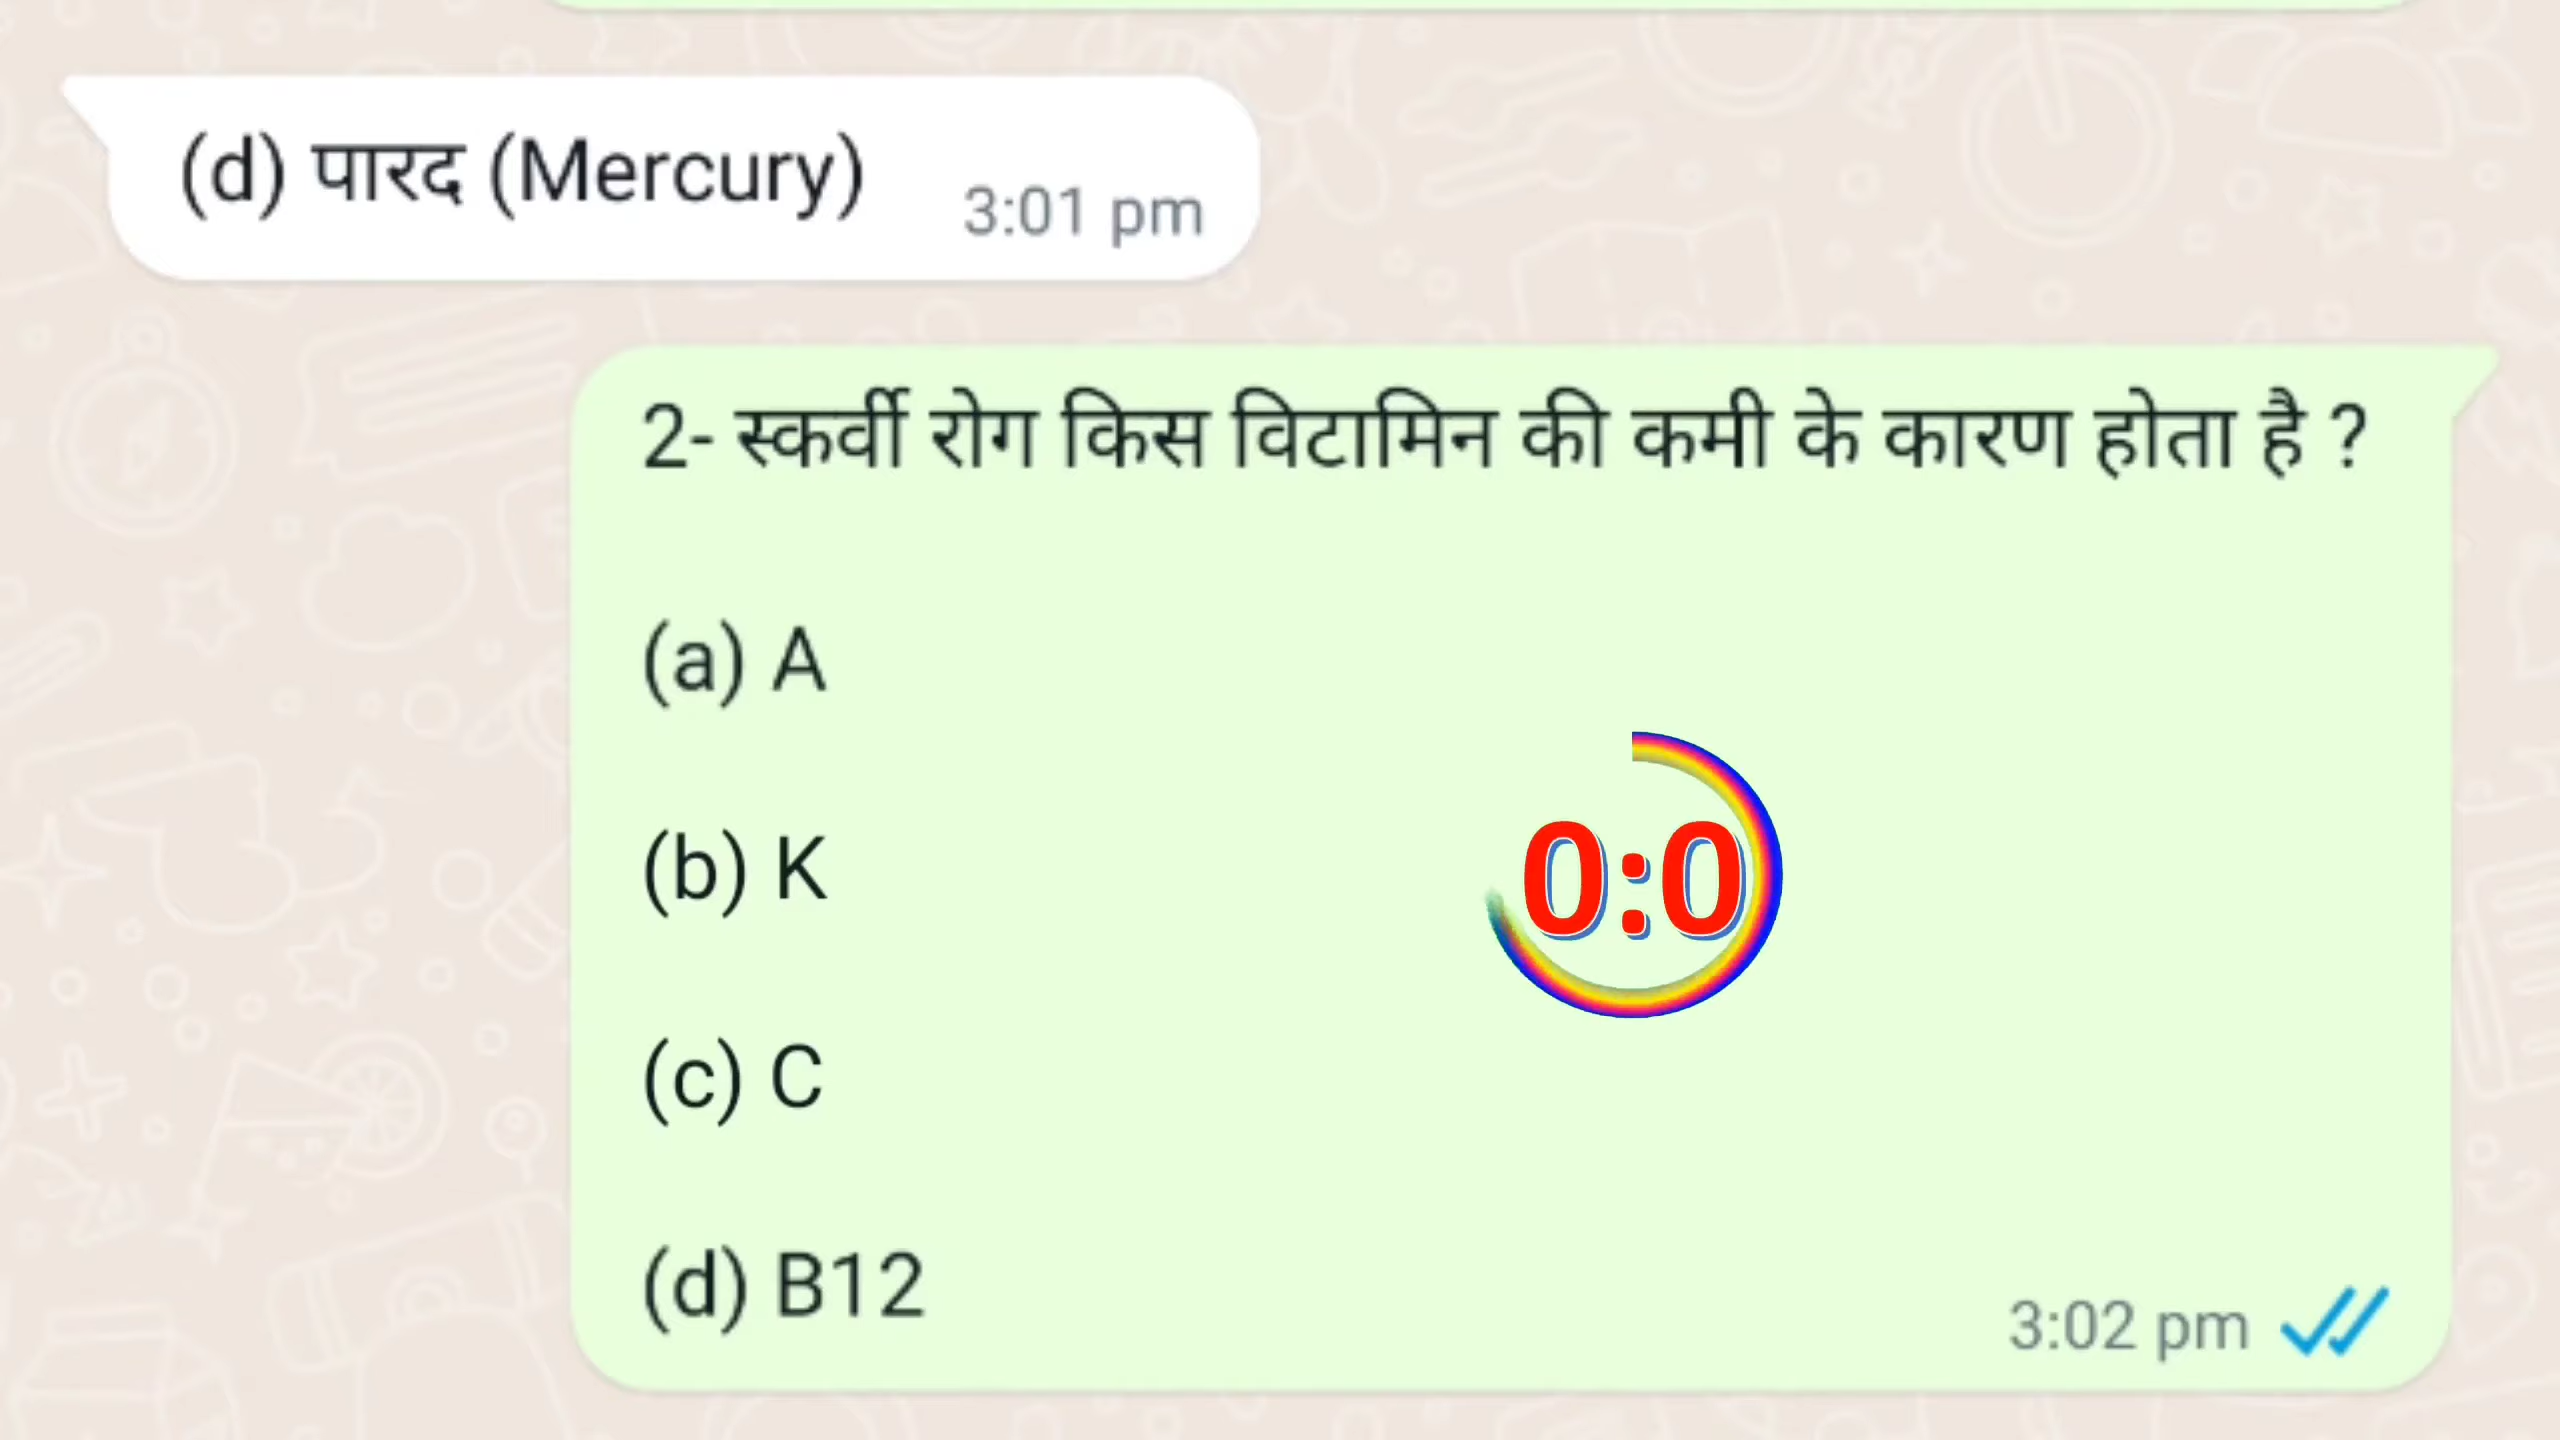 (d) पारद (Mercury)
3:01 pm
2- स्कर्वी रोग किस विटामिन की कमी के कारण होता है ?
(a) A
(b) K
0:0
(c) C
(d) B12
3:02 pm